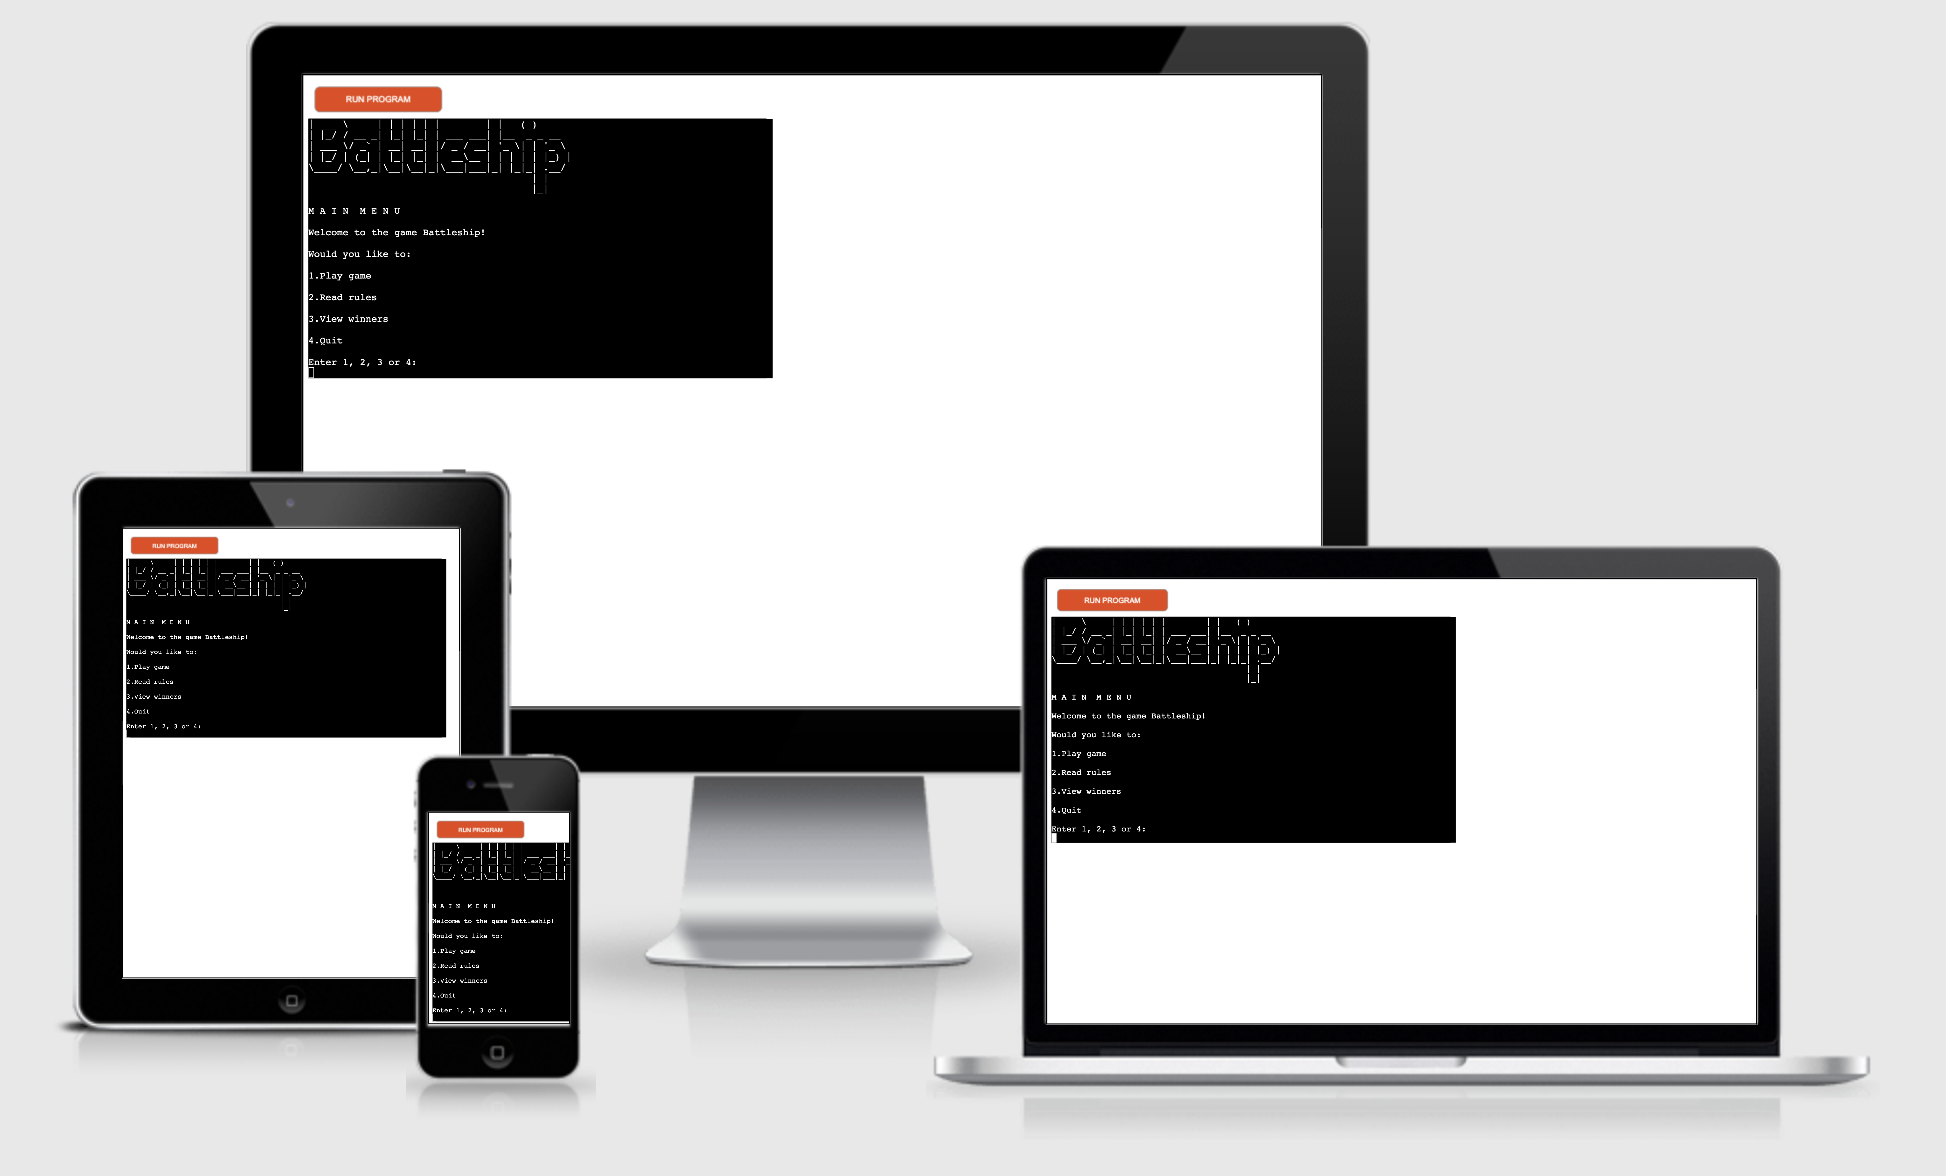 RUN PROGRAM
Battleship
M A I N  M E N U
Welcome to the game Battleship!
Would you like to:
1.Play game
2.Read rules
3.View winners
4.Quit
Enter 1, 2, 3 or 4:
RUN PROGRAM
Battleship
M A I N  M E N U
Welcome to the game Battleship!
Would you like to:
1.Play game
2.Read rules
3.View winners
4.Quit
Enter 1, 2, 3 or 4:
RUN PROGRAM
Battlesh
M A I N  M E N U
Welcome to the game Battleship!
Would you like to:
1.Play game
2.Read rules
3.View winners
4.Quit
Enter 1, 2, 3 or 4:
RUN PROGRAM
Battleship
M A I N  M E N U
Welcome to the game Battleship!
Would you like to:
1.Play game
2.Read rules
3.View winners
4.Quit
Enter 1, 2, 3 or 4: